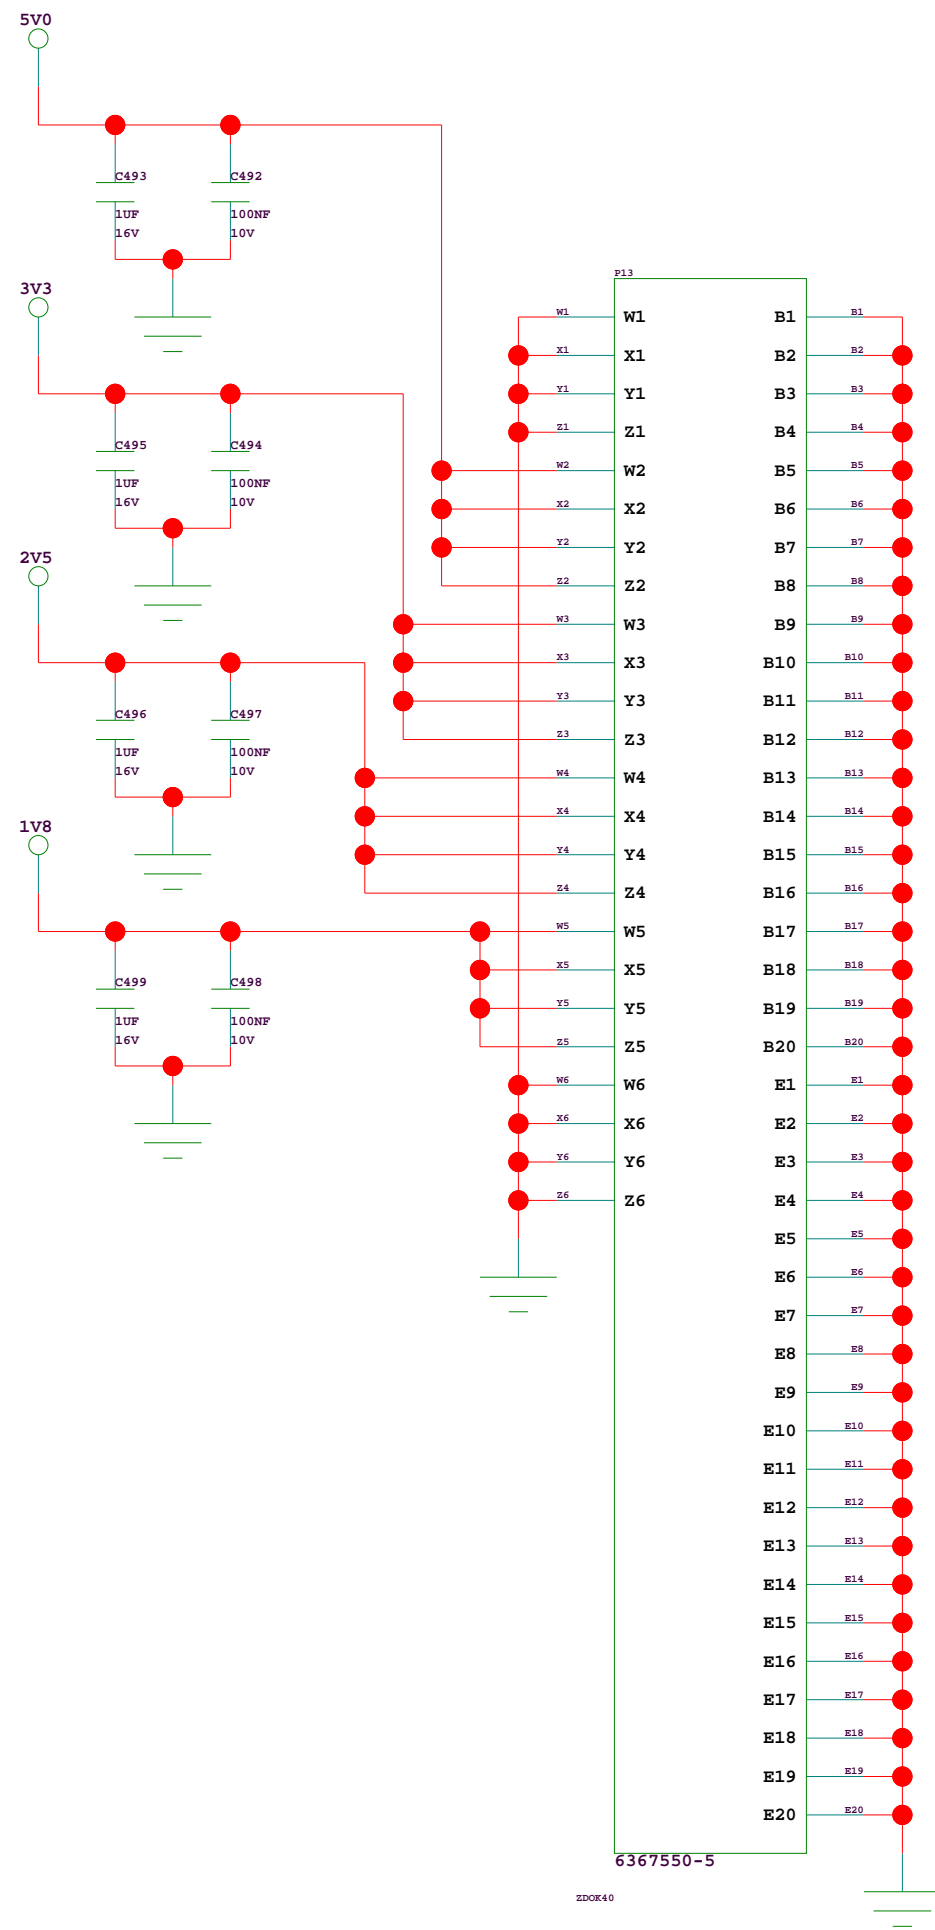 5V0
C493 C492
1UF 100NF
16V 10V
3V3
C495 C494
1UF 100NF
16V 10V
2V5
C496 C497
1UF 100NF
16V 10V
1V8
C499 C498
1UF 100NF
16V 10V
P13
W1 W1 B1 B1
X1 X1 B2 B2
Y1 Y1 B3 B3
Z1 Z1 B4 B4
W2 W2 B5 B5
X2 X2 B6 B6
Y2 Y2 B7 B7
Z2 Z2 B8 B8
W3 W3 B9 B9
X3 X3 B10 B10
Y3 Y3 B11 B11
Z3 Z3 B12 B12
W4 W4 B13 B13
X4 X4 B14 B14
Y4 Y4 B15 B15
Z4 Z4 B16 B16
W5 W5 B17 B17
X5 X5 B18 B18
Y5 Y5 B19 B19
Z5 Z5 B20 B20
W6 W6 E1 E1
X6 X6 E2 E2
Y6 Y6 E3 E3
Z6 Z6 E4 E4
E5 E5
E6 E6
E7 E7
E8 E8
E9 E9
E10 E10
E11 E11
E12 E12
E13 E13
E14 E14
E15 E15
E16 E16
E17 E17
E18 E18
E19 E19
E20 E20
6367550-5
ZDOK40